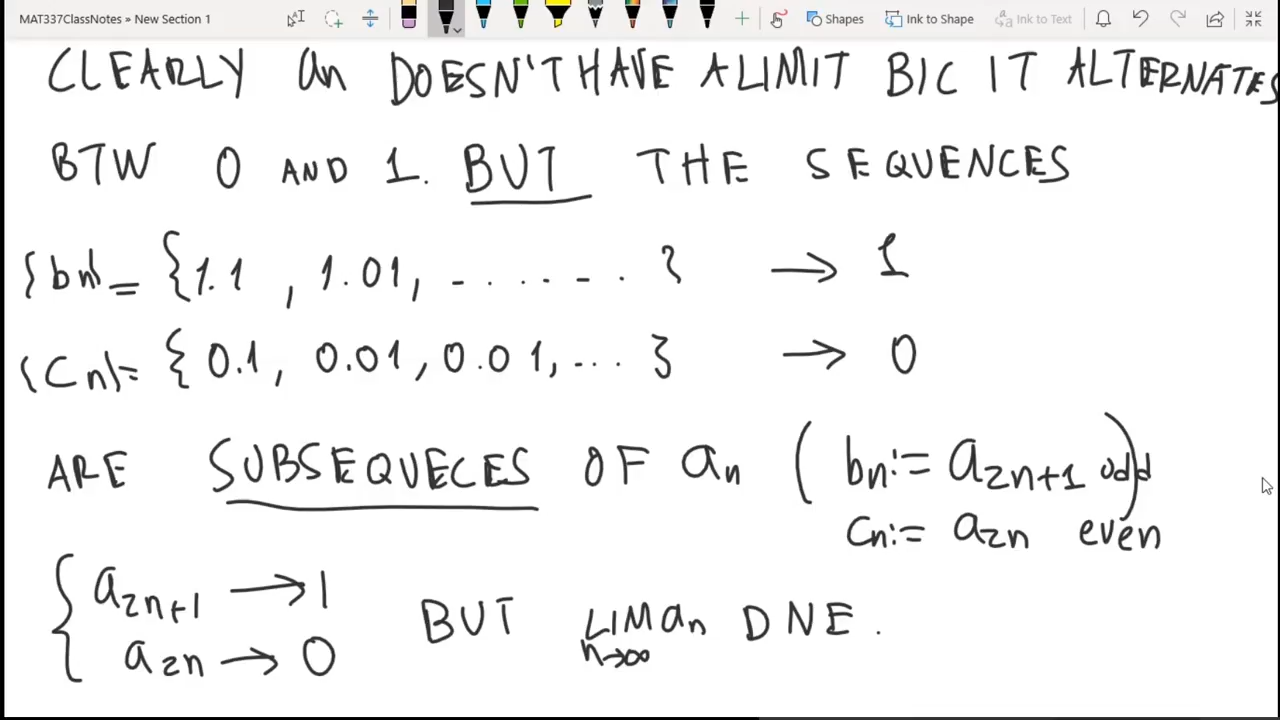 MAT337ClassNotes » New Section 1
Shapes Ink to Shape Ink to Text
CLEARLY an DOESN'T HAVE A LIMIT B/C IT ALTERNATES
BTW 0 AND 1. BUT THE SEQUENCES
{bn} = {1.1, 1.01, - . . . . - . } → 1
{Cn} = {0.1, 0.01, 0.01, ... } → 0
ARE SUBSEQUECES OF an ( bn := a2n+1 odd )
cn := a2n even
{ a2n+1 → 1
a2n → 0 BUT LIM an DNE.
n→∞